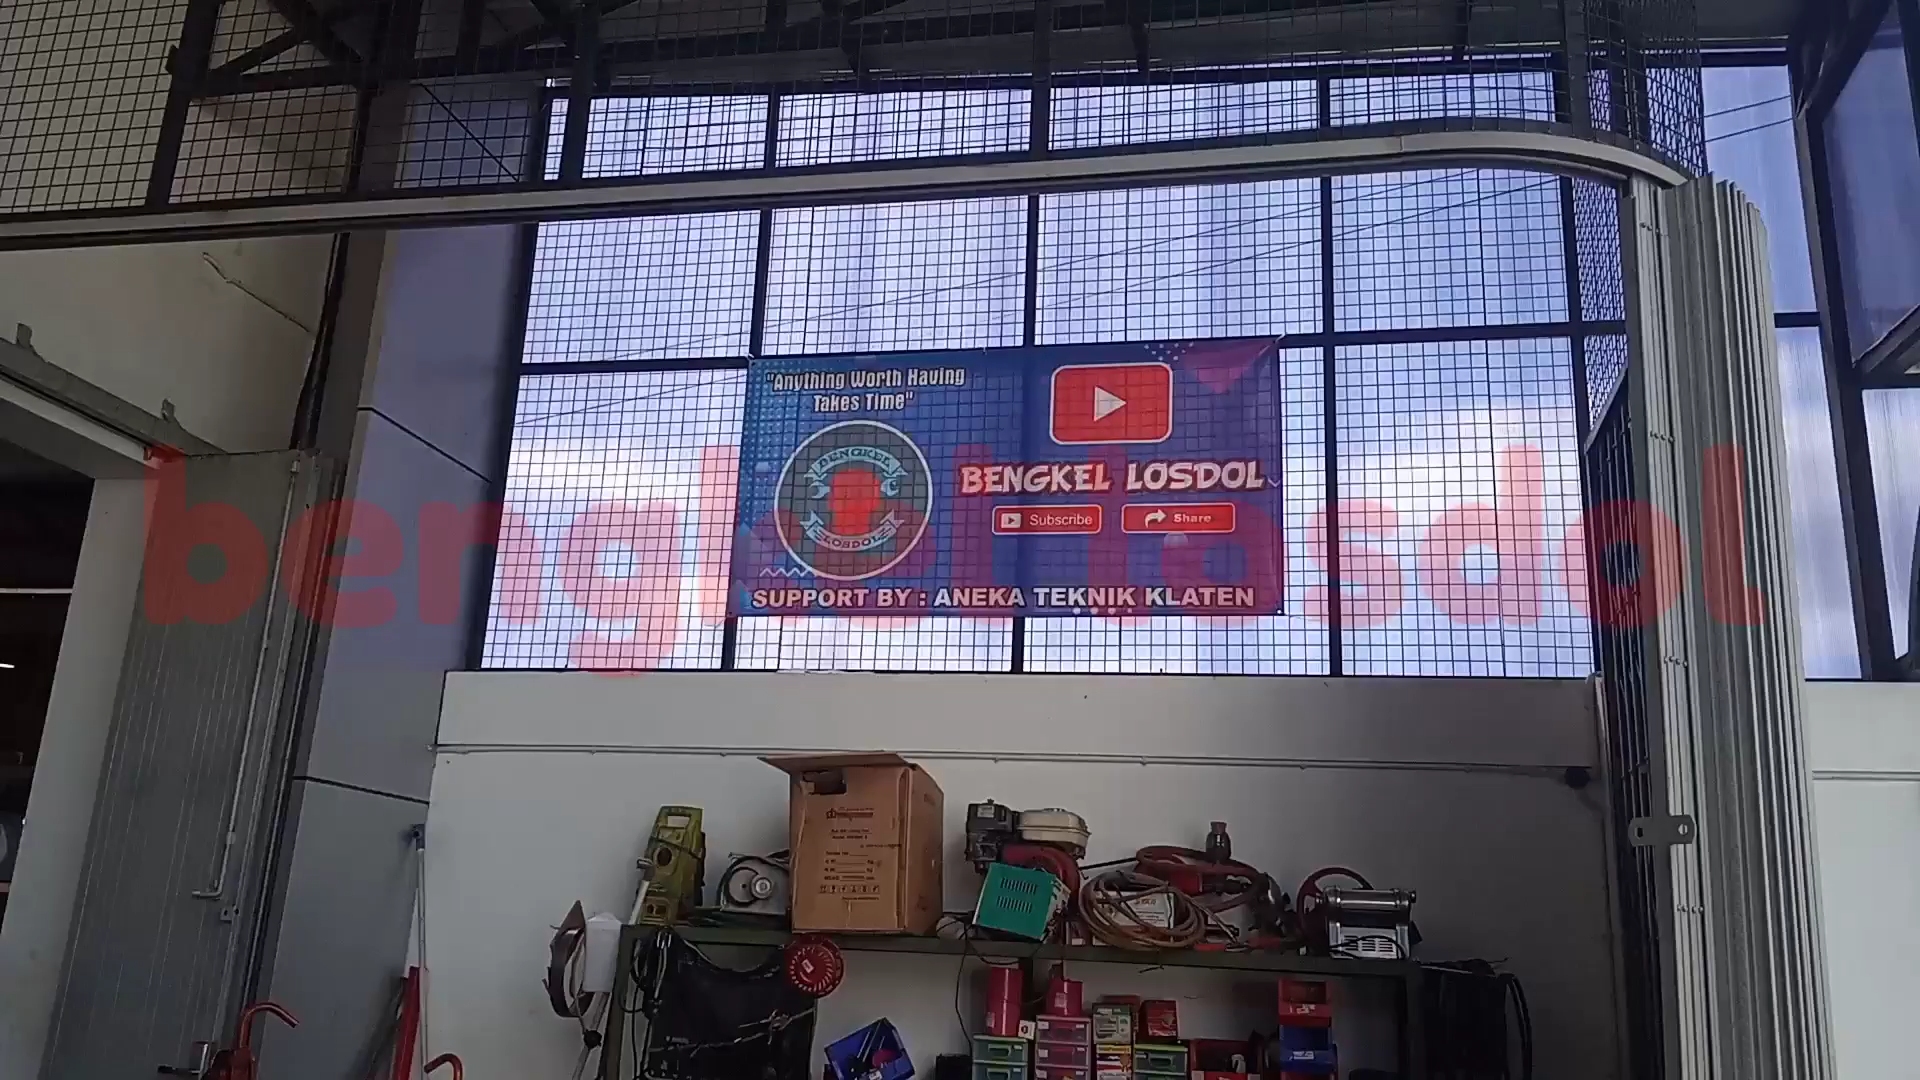 "Anything Worth Having
Takes Time"
BENGKEL
LOSDOL
BENGKEL LOSDOL
Subscribe
Share
SUPPORT BY : ANEKA TEKNIK KLATEN
bengkel losdol